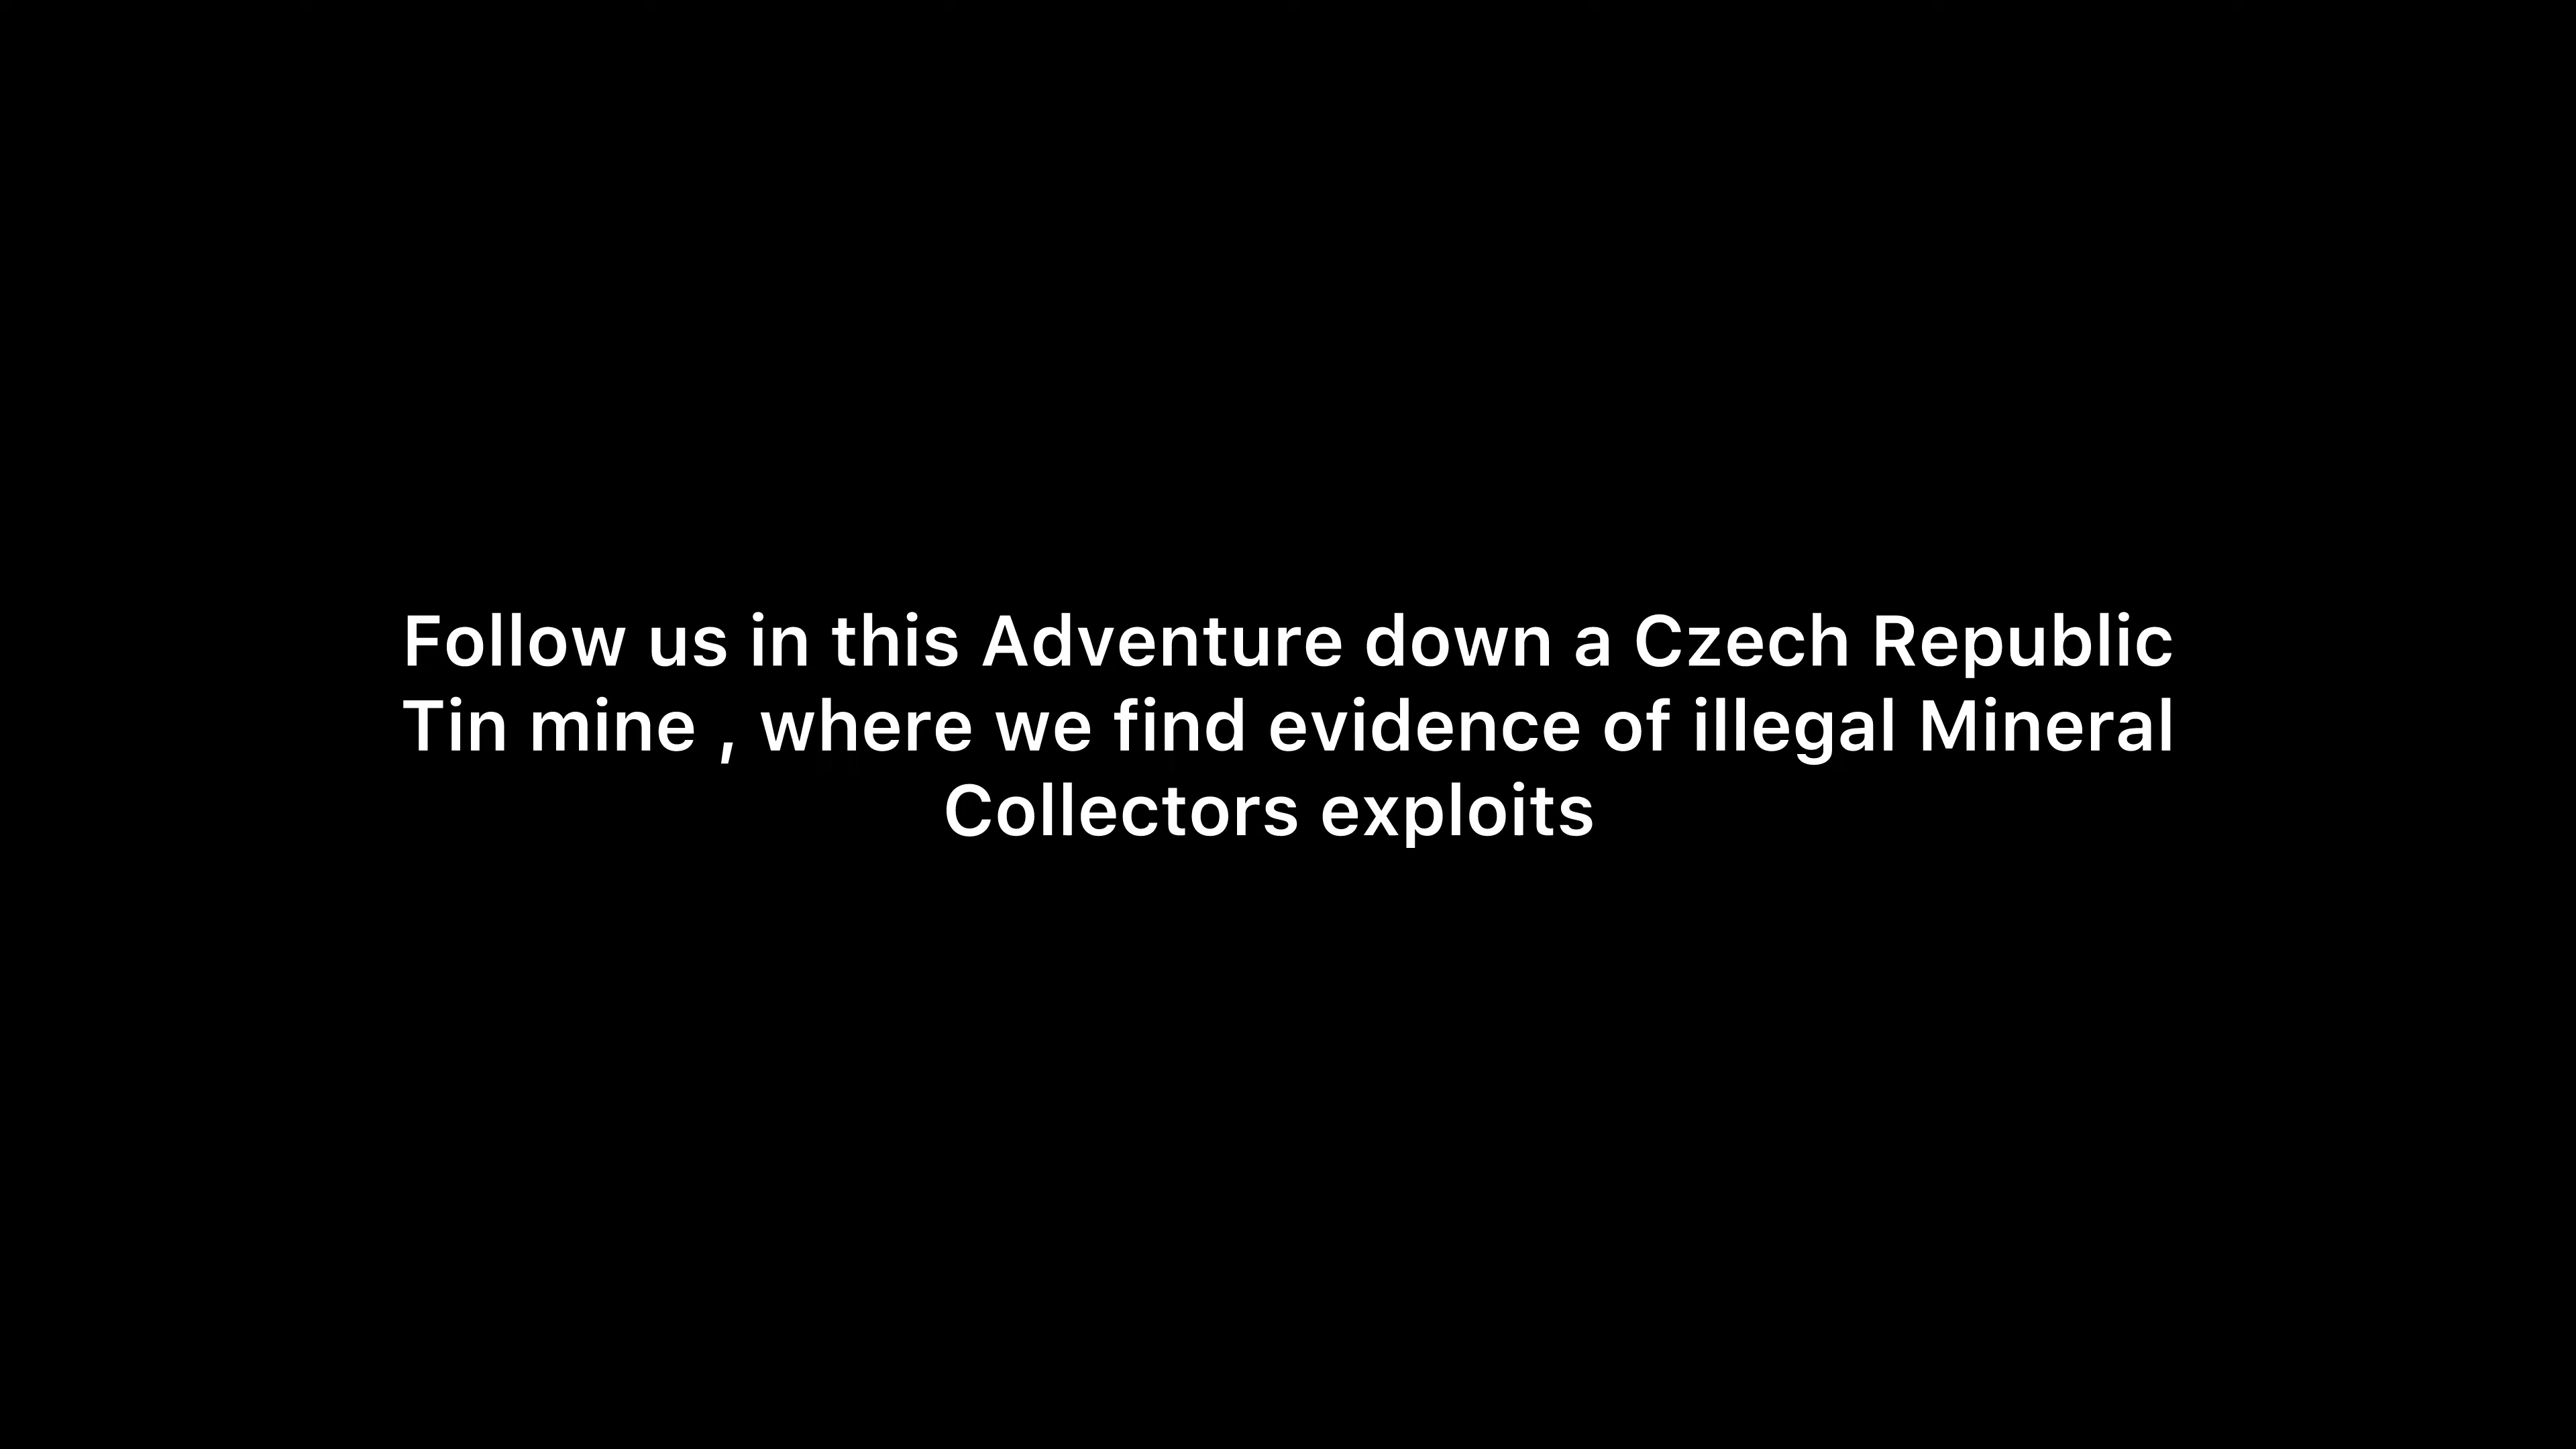 Follow us in this Adventure down a Czech Republic
Tin mine , where we find evidence of illegal Mineral
Collectors exploits